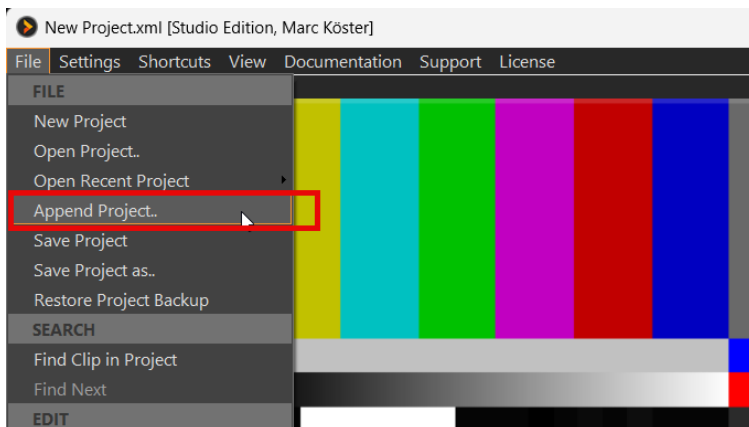 New Project.xml [Studio Edition, Marc Köster]
File Settings Shortcuts View Documentation Support License
FILE
New Project
Open Project..
Open Recent Project
Append Project..
Save Project
Save Project as..
Restore Project Backup
SEARCH
Find Clip in Project
Find Next
EDIT